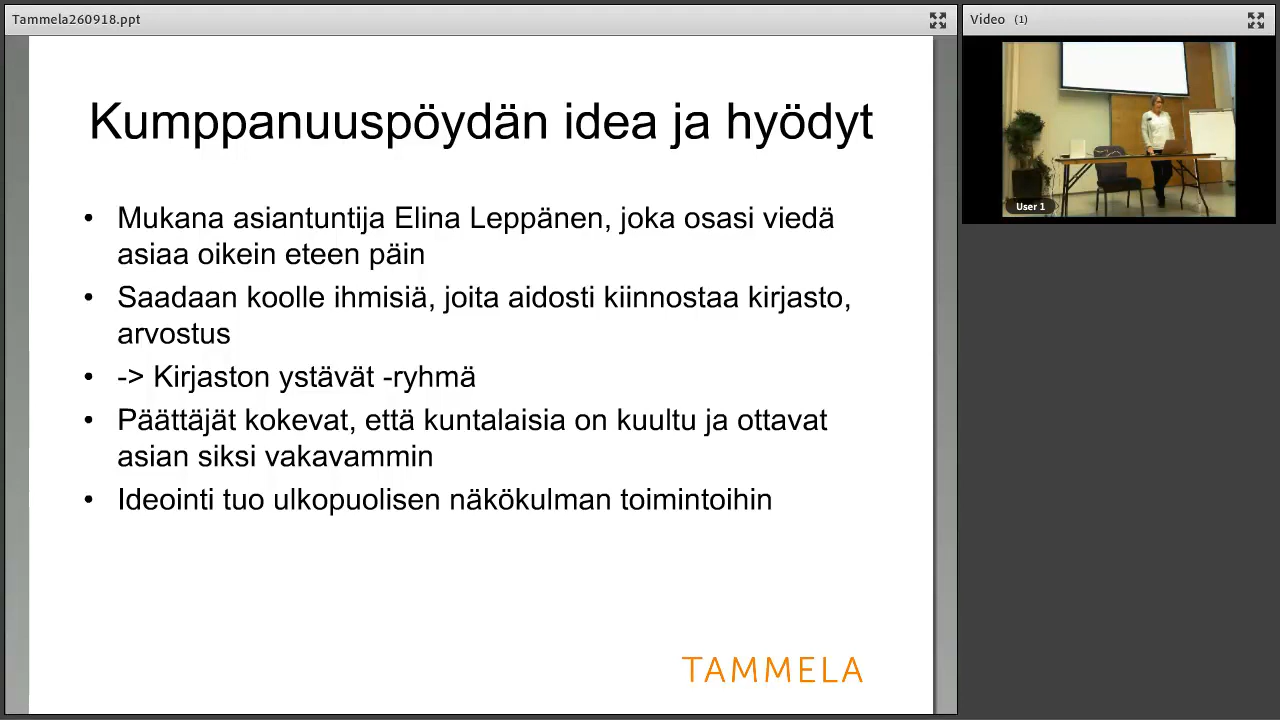 Tammela260918.ppt
Video (1)
Kumppanuuspöydän idea ja hyödyt
• Mukana asiantuntija Elina Leppänen, joka osasi viedä
asiaa oikein eteen päin
• Saadaan koolle ihmisiä, joita aidosti kiinnostaa kirjasto,
arvostus
• -> Kirjaston ystävät -ryhmä
• Päättäjät kokevat, että kuntalaisia on kuultu ja ottavat
asian siksi vakavammin
• Ideointi tuo ulkopuolisen näkökulman toimintoihin
TAMMELA
User 1